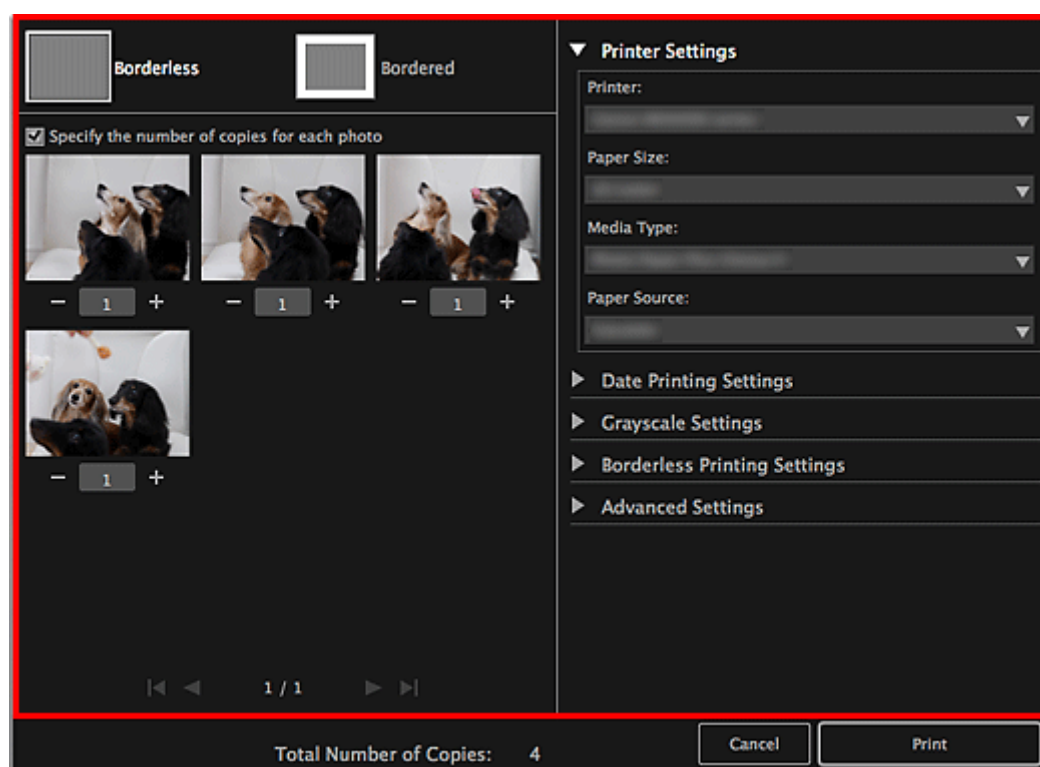 Borderless
Bordered
Specify the number of copies for each photo
1
1
1
1
1 / 1
Printer Settings
Printer:
Paper Size:
Media Type:
Paper Source:
Date Printing Settings
Grayscale Settings
Borderless Printing Settings
Advanced Settings
Total Number of Copies: 4
Cancel
Print